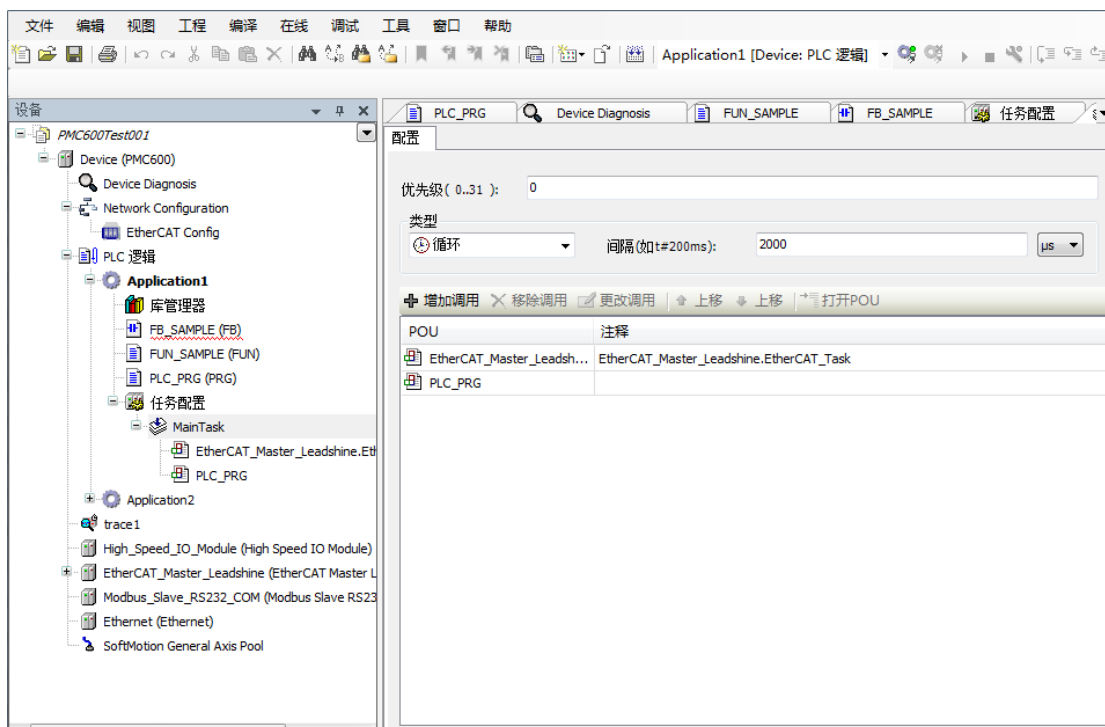 文件 编辑 视图 工程 编译 在线 调试 工具 窗口 帮助
Application1 [Device: PLC 逻辑]
设备
PMC600Test001
Device (PMC600)
Device Diagnosis
Network Configuration
EtherCAT Config
PLC 逻辑
Application1
库管理器
FB_SAMPLE (FB)
FUN_SAMPLE (FUN)
PLC_PRG (PRG)
任务配置
MainTask
EtherCAT_Master_Leadshine.Eth
PLC_PRG
Application2
trace1
High_Speed_IO_Module (High Speed IO Module)
EtherCAT_Master_Leadshine (EtherCAT Master L
Modbus_Slave_RS232_COM (Modbus Slave RS23
Ethernet (Ethernet)
SoftMotion General Axis Pool
PLC_PRG Device Diagnosis FUN_SAMPLE FB_SAMPLE 任务配置
配置
优先级( 0..31 ): 0
类型
循环 间隔(如t#200ms): 2000 μs
增加调用 移除调用 更改调用 上移 上移 打开POU
POU 注释
EtherCAT_Master_Leadsh... EtherCAT_Master_Leadshine.EtherCAT_Task
PLC_PRG